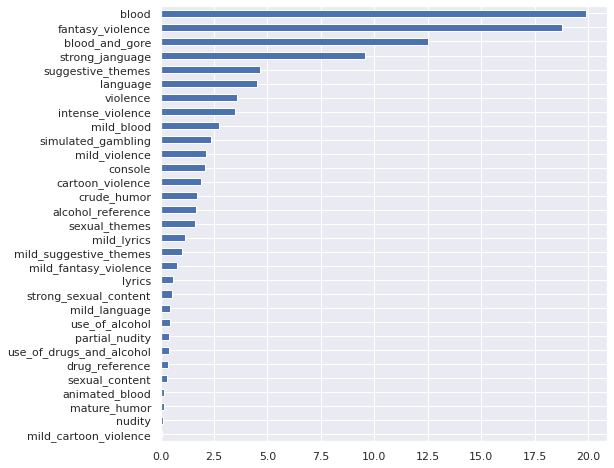 blood
fantasy_violence
blood_and_gore
strong_janguage
suggestive_themes
language
violence
intense_violence
mild_blood
simulated_gambling
mild_violence
console
cartoon_violence
crude_humor
alcohol_reference
sexual_themes
mild_lyrics
mild_suggestive_themes
mild_fantasy_violence
lyrics
strong_sexual_content
mild_language
use_of_alcohol
partial_nudity
use_of_drugs_and_alcohol
drug_reference
sexual_content
animated_blood
mature_humor
nudity
mild_cartoon_violence
0.0 2.5 5.0 7.5 10.0 12.5 15.0 17.5 20.0